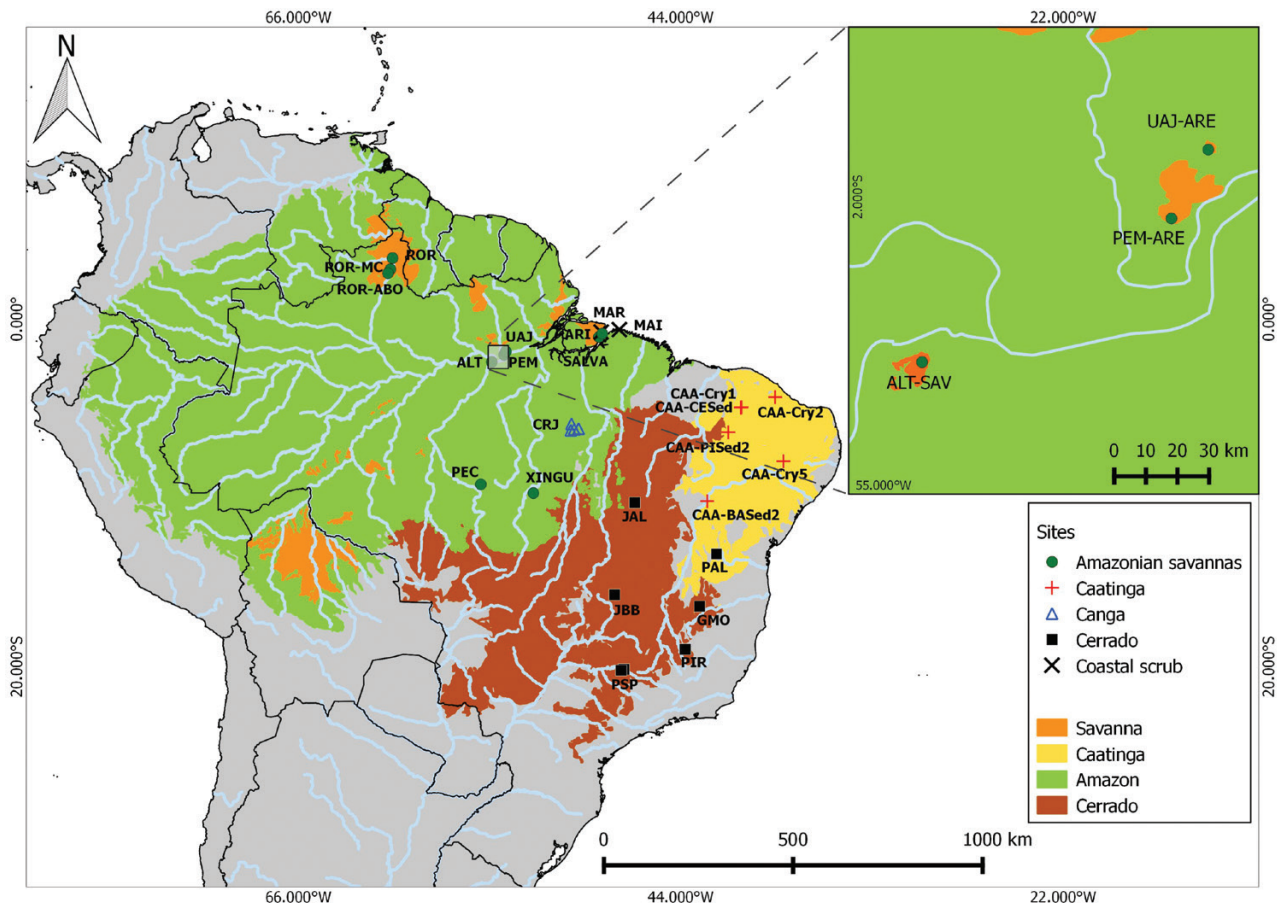 66.000°W 44.000°W 22.000°W
N
UAJ-ARE
2.000°S
PEM-ARE
ALT-SAV
0 10 20 30 km
55.000°W
0.000°
0.000°
ROR
ROR-MC
ROR-ABO
MAR
MAI
MARI
UAJ
ALT
PEM
SALVA
CAA-Cry1
CAA-CESed
CAA-Cry2
CRJ
CAA-PISed2
CAA-Cry5
PEC
XINGU
JAL
CAA-BASed2
PAL
JBB
GMO
PIR
PSP
20.000°S
20.000°S
Sites
Amazonian savannas
Caatinga
Canga
Cerrado
Coastal scrub
Savanna
Caatinga
Amazon
Cerrado
0 500 1000 km
66.000°W 44.000°W 22.000°W